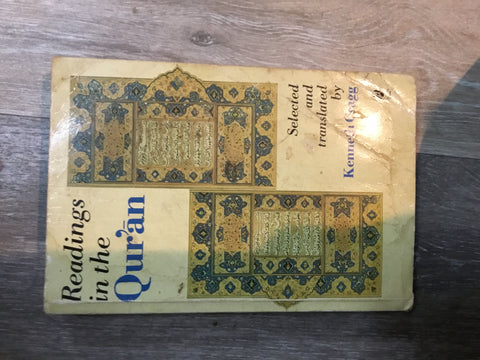 Readings
in the
Qur'ān
Selected
and
translated
by
Kenneth Cragg